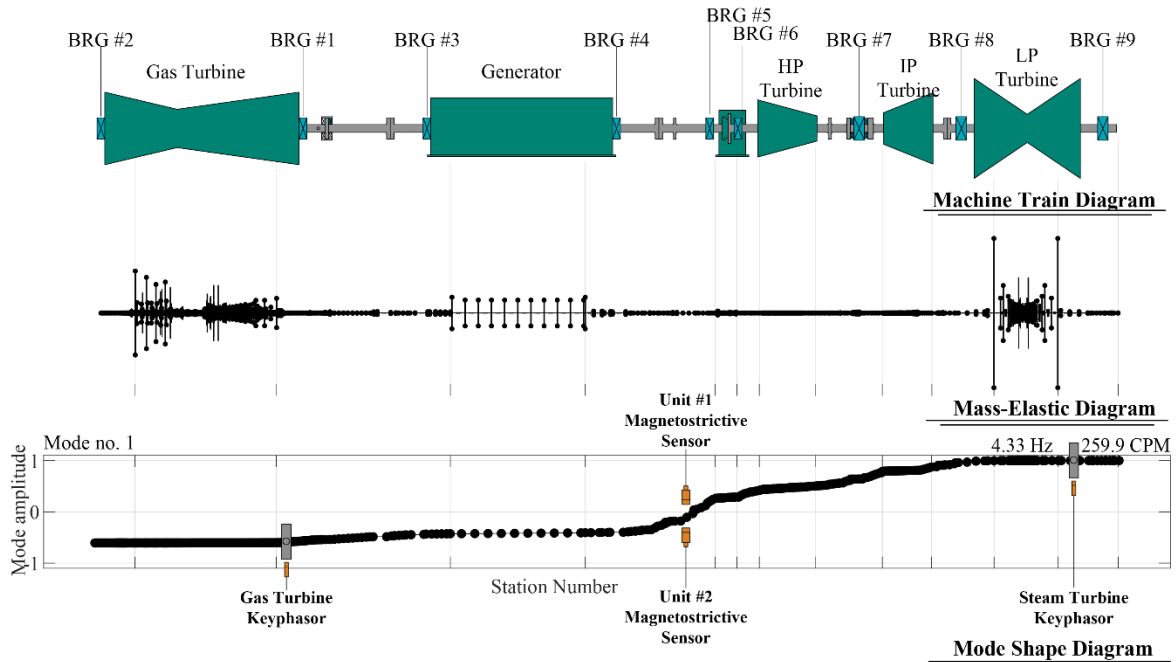 BRG #5
BRG #2
BRG #1
BRG #3
BRG #4
BRG #6
BRG #7
BRG #8
BRG #9
Gas Turbine
Generator
HP
Turbine
IP
Turbine
LP
Turbine
Machine Train Diagram
Unit #1
Magnetostrictive
Sensor
Mass-Elastic Diagram
Mode no. 1
4.33 Hz
259.9 CPM
Mode amplitude
1
0
-1
Station Number
Gas Turbine
Keyphasor
Unit #2
Magnetostrictive
Sensor
Steam Turbine
Keyphasor
Mode Shape Diagram